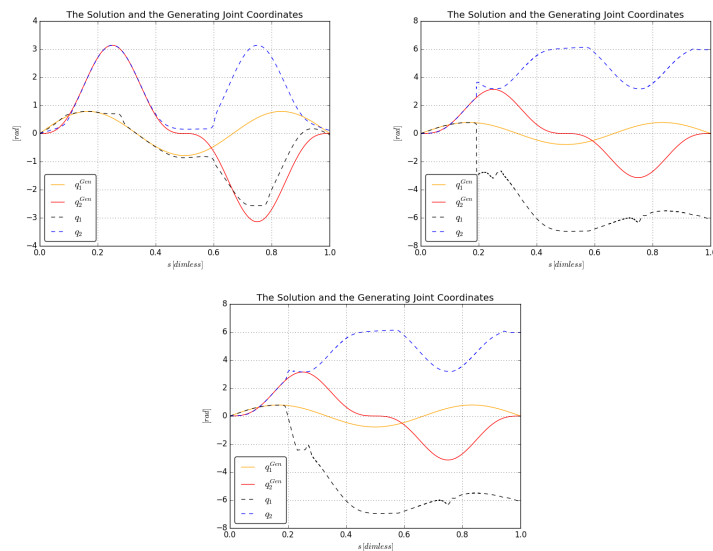 The Solution and the Generating Joint Coordinates
4
3
2
1
0
−1
−2
−3
−4
[rad]
q_1^{Gen}
q_2^{Gen}
q_1
q_2
0.0 0.2 0.4 0.6 0.8 1.0
s [dimless]
The Solution and the Generating Joint Coordinates
8
6
4
2
0
−2
−4
−6
−8
[rad]
q_1^{Gen}
q_2^{Gen}
q_1
q_2
0.0 0.2 0.4 0.6 0.8 1.0
s [dimless]
The Solution and the Generating Joint Coordinates
8
6
4
2
0
−2
−4
−6
−8
[rad]
q_1^{Gen}
q_2^{Gen}
q_1
q_2
0.0 0.2 0.4 0.6 0.8 1.0
s [dimless]